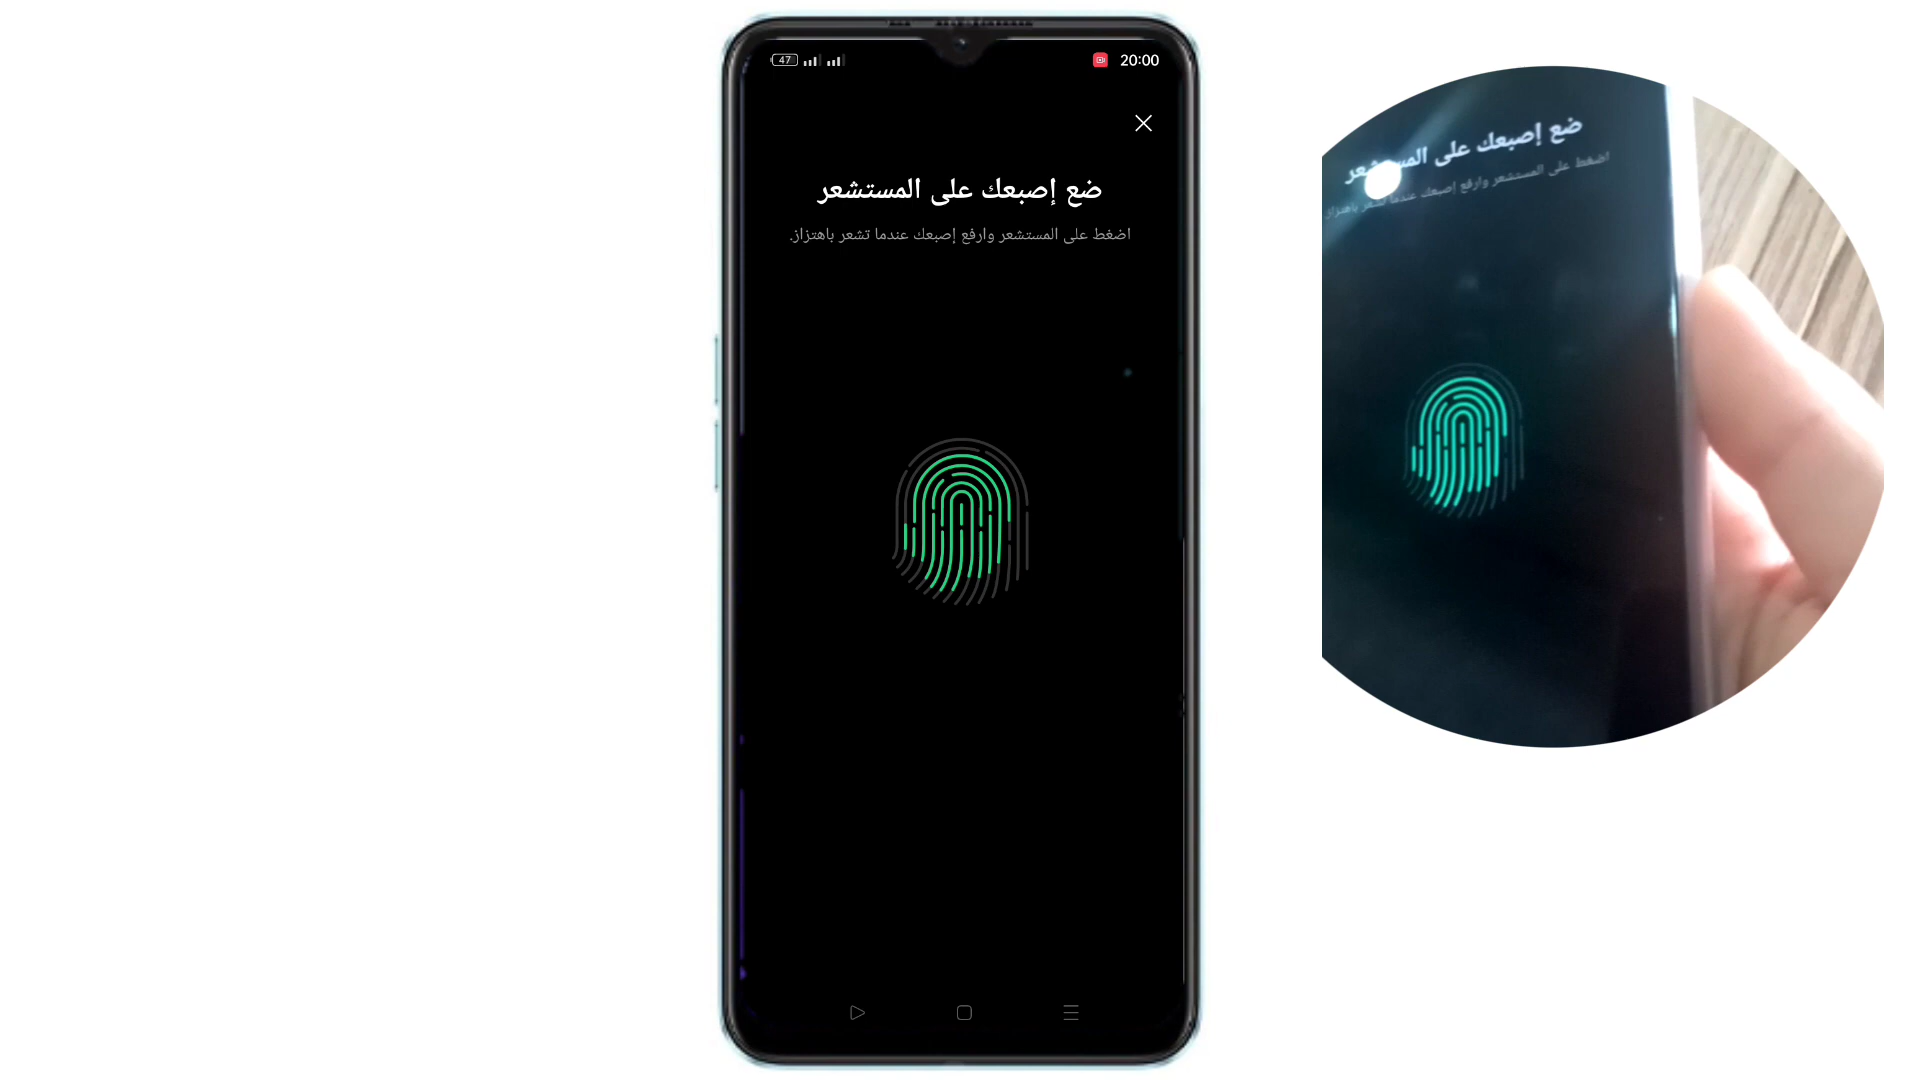 47
20:00
ضع إصبعك على المستشعر
اضغط على المستشعر وارفع إصبعك عندما تشعر باهتزاز.
ضع إصبعك على المستشعر
اضغط على المستشعر وارفع إصبعك عندما تشعر باهتزاز